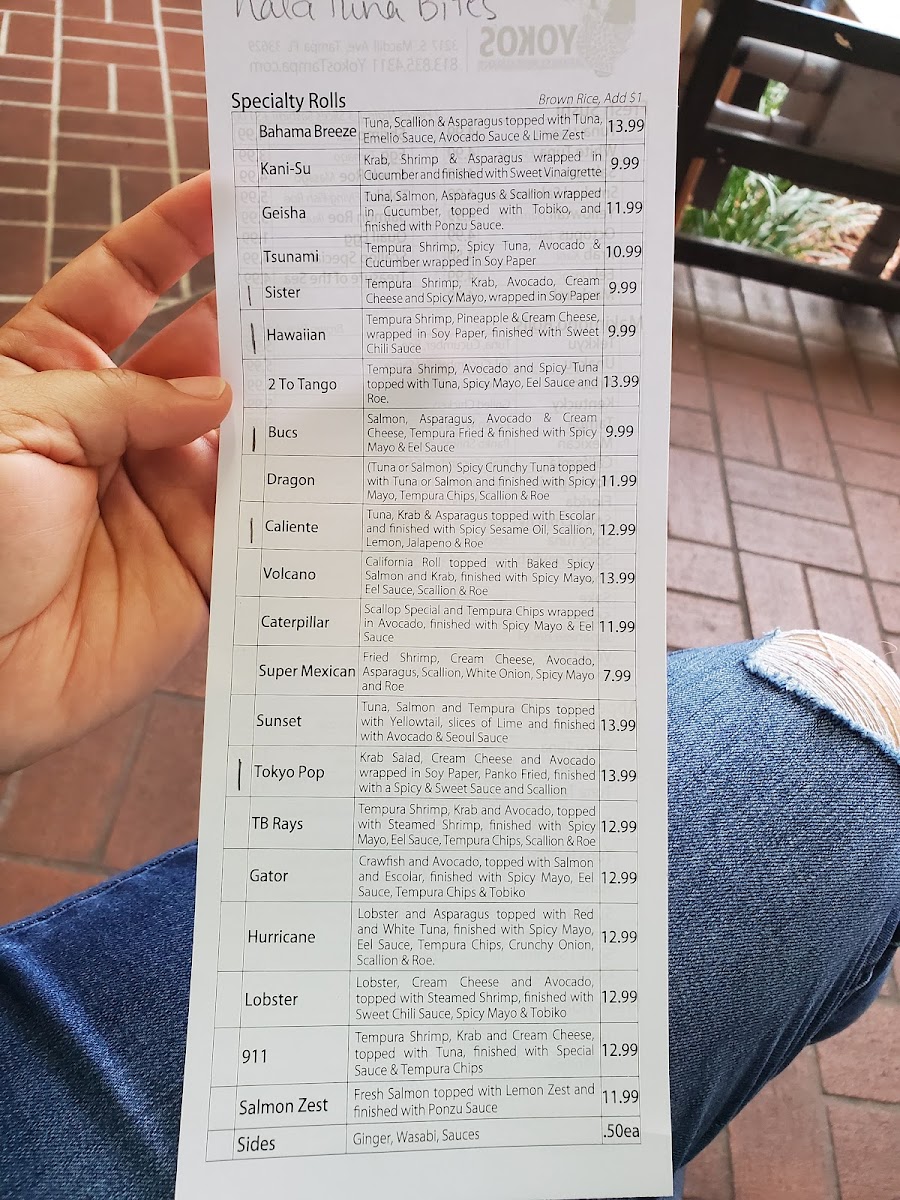 Tuna Bites
Specialty Rolls
Brown Rice, Add $1
Bahama Breeze
Tuna, Scallion & Asparagus topped with Tuna,
Emelio Sauce, Avocado Sauce & Lime Zest
13.99
Kani-Su
Krab, Shrimp & Asparagus wrapped in
Cucumber and finished with Sweet Vinaigrette
9.99
Geisha
Tuna, Salmon, Asparagus & Scallion wrapped
in Cucumber, topped with Tobiko, and
finished with Ponzu Sauce.
11.99
Tsunami
Tempura Shrimp, Spicy Tuna, Avocado &
Cucumber wrapped in Soy Paper
10.99
Sister
Tempura Shrimp, Krab, Avocado, Cream
Cheese and Spicy Mayo, wrapped in Soy Paper
9.99
Hawaiian
Tempura Shrimp, Pineapple & Cream Cheese,
wrapped in Soy Paper, finished with Sweet
Chili Sauce
9.99
2 To Tango
Tempura Shrimp, Avocado and Spicy Tuna
topped with Tuna, Spicy Mayo, Eel Sauce and
Roe.
13.99
Bucs
Salmon, Asparagus, Avocado & Cream
Cheese, Tempura Fried & finished with Spicy
Mayo & Eel Sauce
9.99
Dragon
(Tuna or Salmon) Spicy Crunchy Tuna topped
with Tuna or Salmon and finished with Spicy
Mayo, Tempura Chips, Scallion & Roe
11.99
Caliente
Tuna, Krab & Asparagus topped with Escolar
and finished with Spicy Sesame Oil, Scallion,
Lemon, Jalapeno & Roe
12.99
Volcano
California Roll topped with Baked Spicy
Salmon and Krab, finished with Spicy Mayo,
Eel Sauce, Scallion & Roe
13.99
Caterpillar
Scallop Special and Tempura Chips wrapped
in Avocado, finished with Spicy Mayo & Eel
Sauce
11.99
Super Mexican
Fried Shrimp, Cream Cheese, Avocado,
Asparagus, Scallion, White Onion, Spicy Mayo
and Roe
7.99
Sunset
Tuna, Salmon and Tempura Chips topped
with Yellowtail, slices of Lime and finished
with Avocado & Seoul Sauce
13.99
Tokyo Pop
Krab Salad, Cream Cheese and Avocado
wrapped in Soy Paper, Panko Fried, finished
with a Spicy & Sweet Sauce and Scallion
13.99
TB Rays
Tempura Shrimp, Krab and Avocado, topped
with Steamed Shrimp, finished with Spicy
Mayo, Eel Sauce, Tempura Chips, Scallion & Roe
12.99
Gator
Crawfish and Avocado, topped with Salmon
and Escolar, finished with Spicy Mayo, Eel
Sauce, Tempura Chips & Tobiko
12.99
Hurricane
Lobster and Asparagus topped with Red
and White Tuna, finished with Spicy Mayo,
Eel Sauce, Tempura Chips, Crunchy Onion,
Scallion & Roe.
12.99
Lobster
Lobster, Cream Cheese and Avocado,
topped with Steamed Shrimp, finished with
Sweet Chili Sauce, Spicy Mayo & Tobiko
12.99
911
Tempura Shrimp, Krab and Cream Cheese,
topped with Tuna, finished with Special
Sauce & Tempura Chips
12.99
Salmon Zest
Fresh Salmon topped with Lemon Zest and
finished with Ponzu Sauce
11.99
Sides
Ginger, Wasabi, Sauces
.50ea